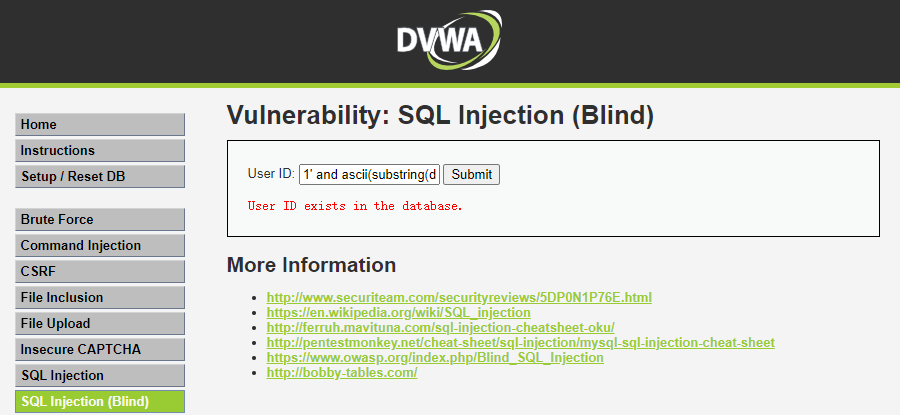 DVWA
Home
Instructions
Setup / Reset DB
Brute Force
Command Injection
CSRF
File Inclusion
File Upload
Insecure CAPTCHA
SQL Injection
SQL Injection (Blind)
Vulnerability: SQL Injection (Blind)
User ID: 1' and ascii(substring(d Submit
User ID exists in the database.
More Information
http://www.securiteam.com/securityreviews/5DP0N1P76E.html
https://en.wikipedia.org/wiki/SQL_injection
http://ferruh.mavituna.com/sql-injection-cheatsheet-oku/
http://pentestmonkey.net/cheat-sheet/sql-injection/mysql-sql-injection-cheat-sheet
https://www.owasp.org/index.php/Blind_SQL_Injection
http://bobby-tables.com/